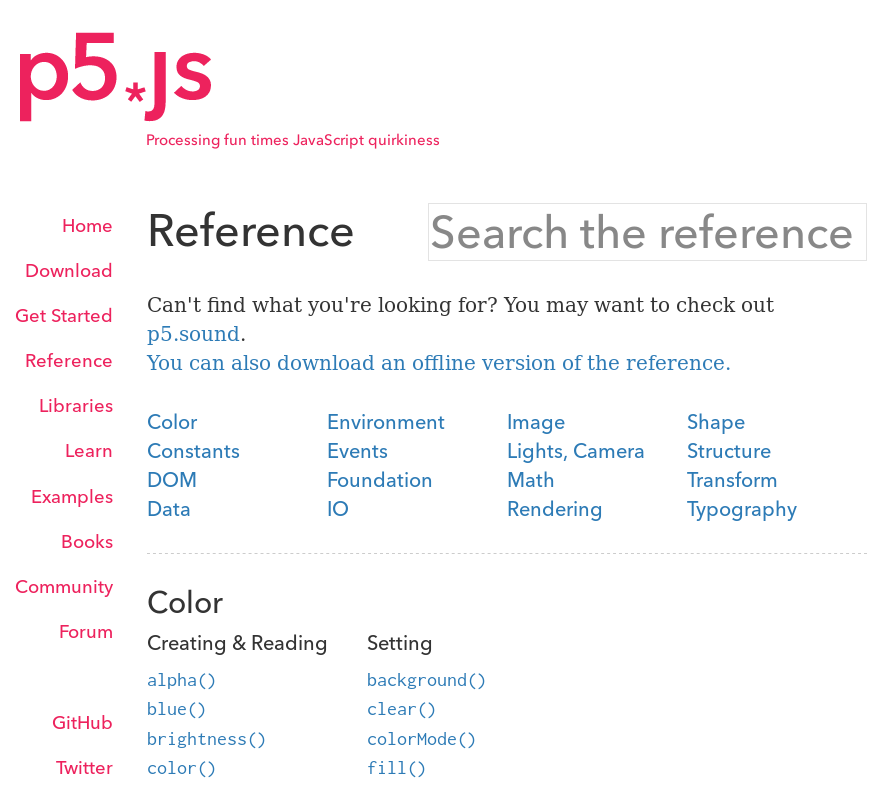 p5*js
Processing fun times JavaScript quirkiness
Home
Download
Get Started
Reference
Libraries
Learn
Examples
Books
Community
Forum
GitHub
Twitter
Reference
Search the reference
Can't find what you're looking for? You may want to check out
p5.sound.
You can also download an offline version of the reference.
Color
Constants
DOM
Data
Environment
Events
Foundation
IO
Image
Lights, Camera
Math
Rendering
Shape
Structure
Transform
Typography
Color
Creating & Reading
alpha()
blue()
brightness()
color()
Setting
background()
clear()
colorMode()
fill()